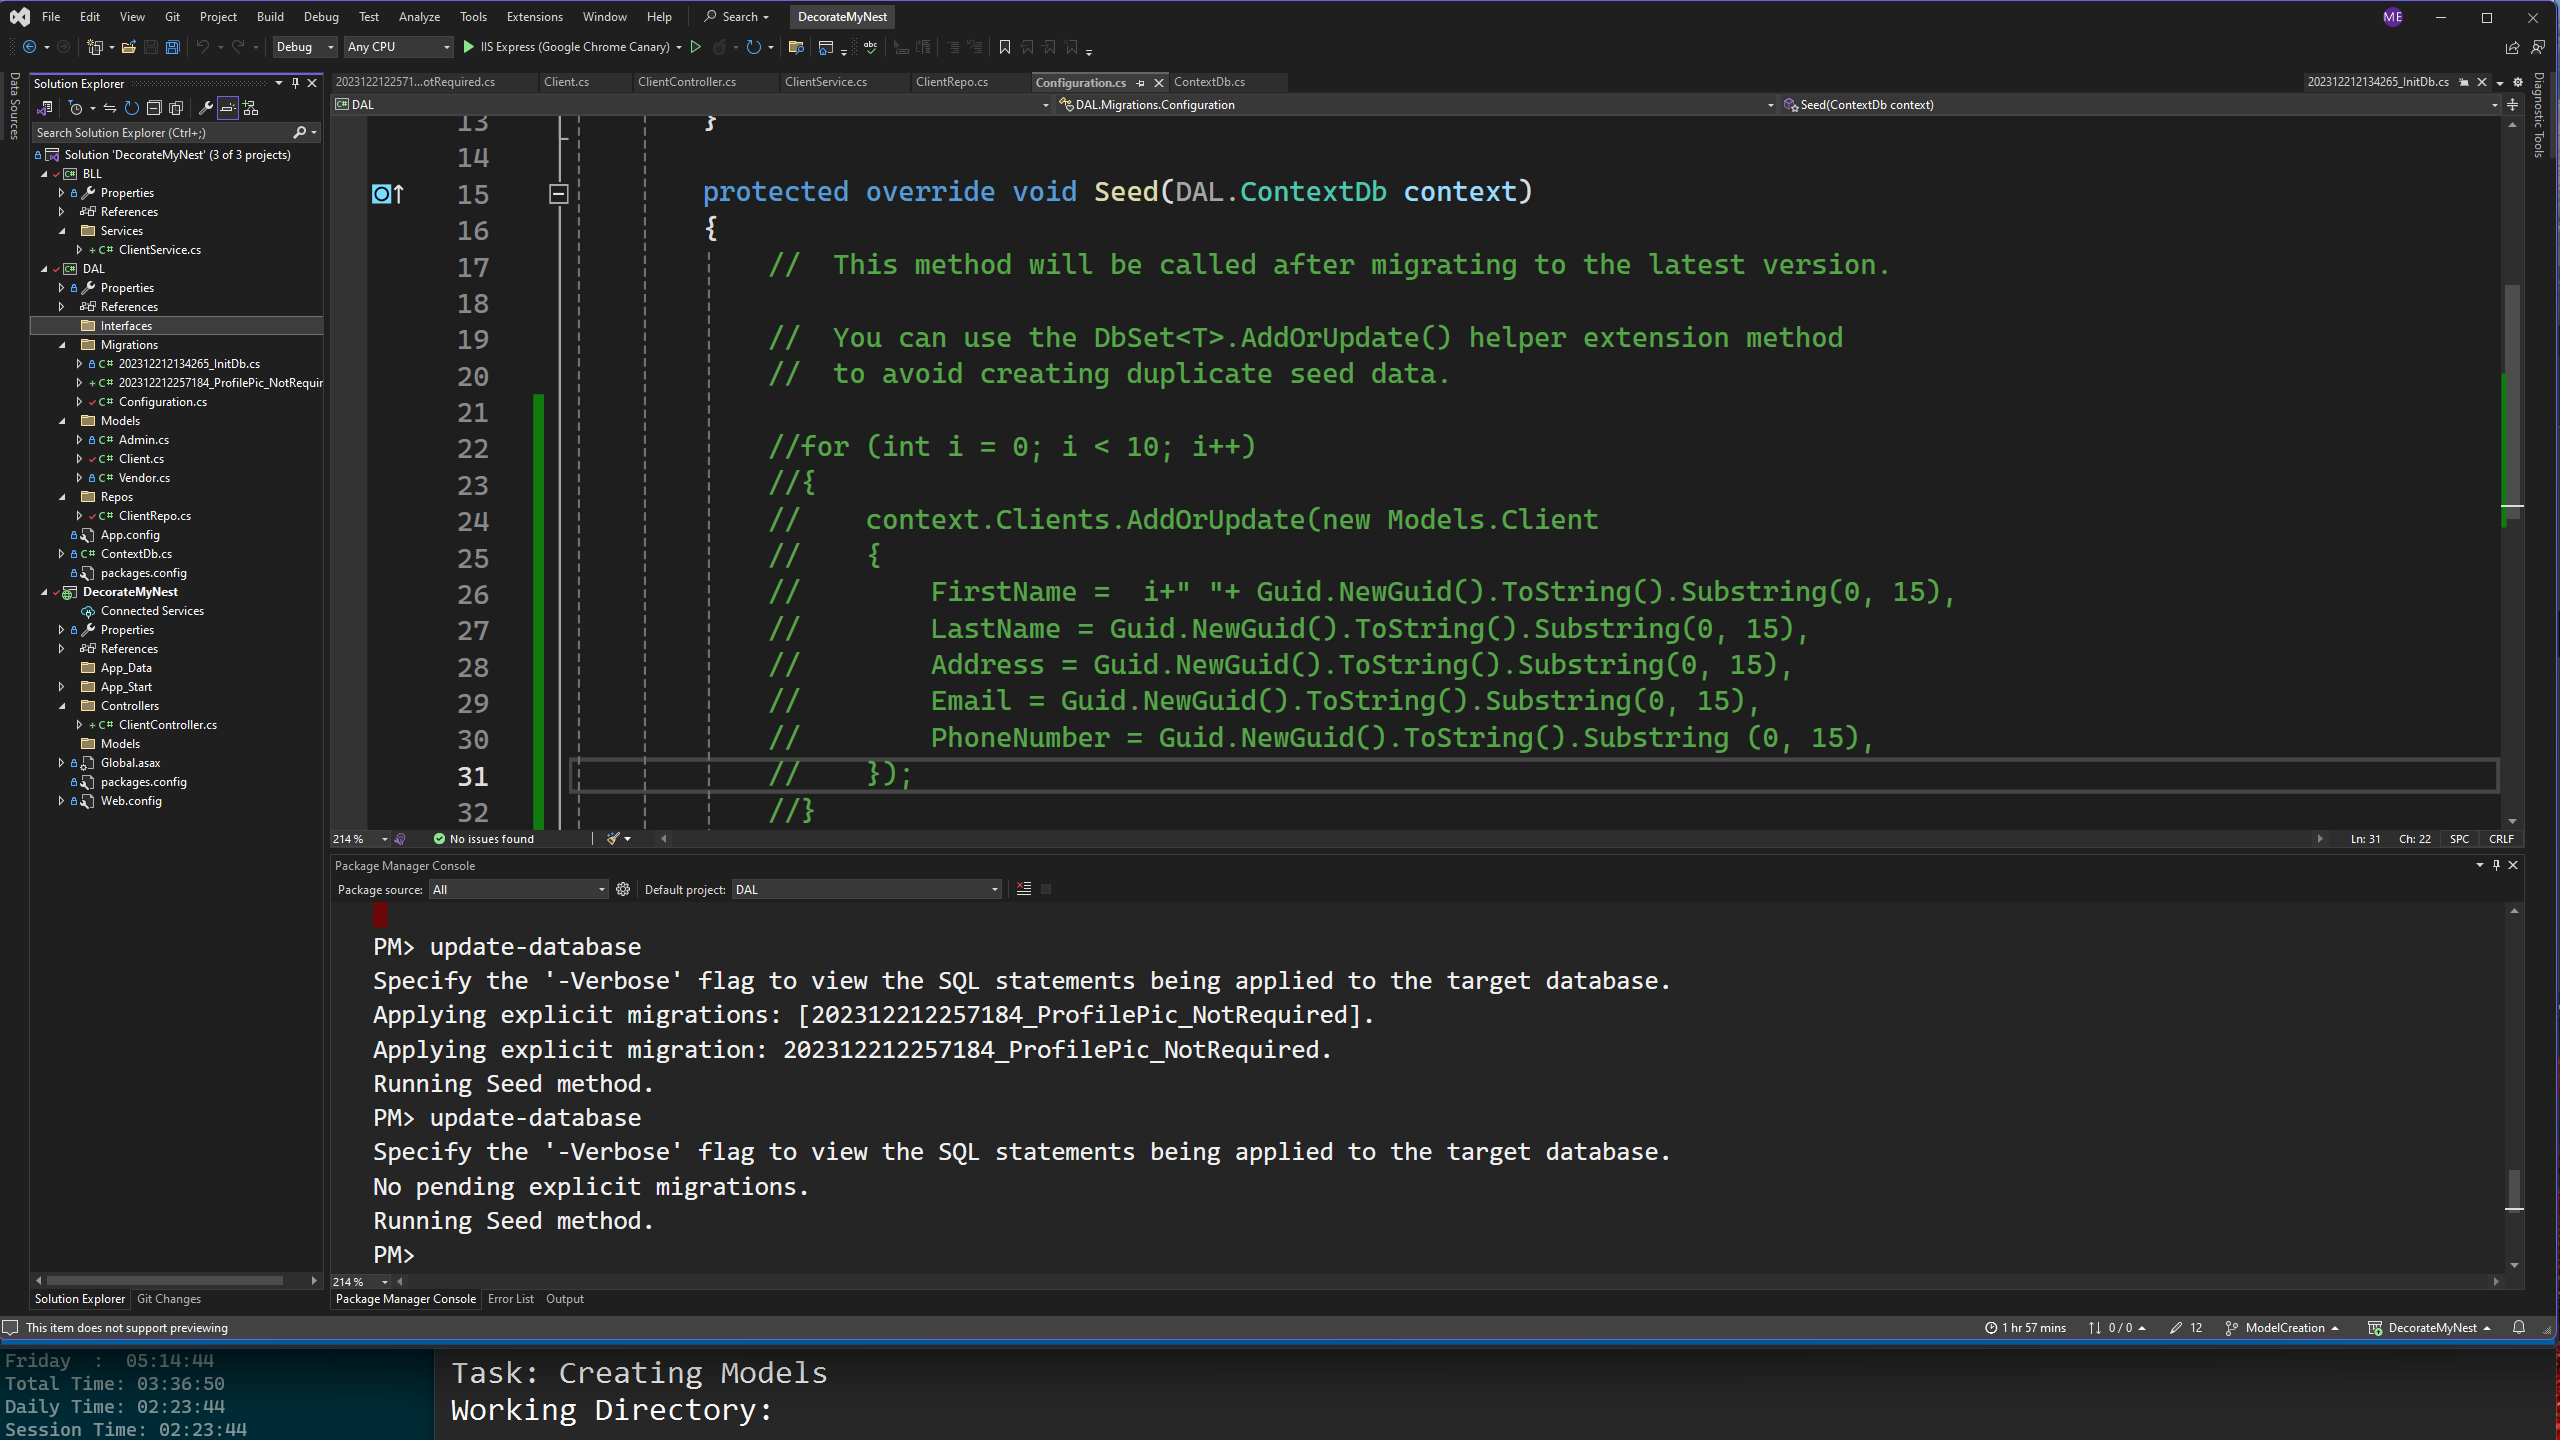 File Edit View Git Project Build Debug Test Analyze Tools Extensions Window Help Search DecorateMyNest ME
Debug Any CPU IIS Express (Google Chrome Canary)
Data Sources
Solution Explorer
Search Solution Explorer (Ctrl+;)
Solution 'DecorateMyNest' (3 of 3 projects)
BLL
Properties
References
Services
C# ClientService.cs
DAL
Properties
References
Interfaces
Migrations
C# 202312212134265_InitDb.cs
C# 202312212257184_ProfilePic_NotRequir
C# Configuration.cs
Models
C# Admin.cs
C# Client.cs
C# Vendor.cs
Repos
C# ClientRepo.cs
App.config
C# ContextDb.cs
packages.config
DecorateMyNest
Connected Services
Properties
References
App_Data
App_Start
Controllers
C# ClientController.cs
Models
Global.asax
packages.config
Web.config
Solution Explorer Git Changes
2023122122571...otRequired.cs Client.cs ClientController.cs ClientService.cs ClientRepo.cs Configuration.cs ContextDb.cs 202312212134265_InitDb.cs
DAL DAL.Migrations.Configuration Seed(ContextDb context)
Diagnostic Tools
13 }
14
15 protected override void Seed(DAL.ContextDb context)
16 {
17 //  This method will be called after migrating to the latest version.
18
19 //  You can use the DbSet<T>.AddOrUpdate() helper extension method
20 //  to avoid creating duplicate seed data.
21
22 //for (int i = 0; i < 10; i++)
23 //{
24 //    context.Clients.AddOrUpdate(new Models.Client
25 //    {
26 //        FirstName =  i+" "+ Guid.NewGuid().ToString().Substring(0, 15),
27 //        LastName = Guid.NewGuid().ToString().Substring(0, 15),
28 //        Address = Guid.NewGuid().ToString().Substring(0, 15),
29 //        Email = Guid.NewGuid().ToString().Substring(0, 15),
30 //        PhoneNumber = Guid.NewGuid().ToString().Substring (0, 15),
31 //    });
32 //}
214 % No issues found Ln: 31 Ch: 22 SPC CRLF
Package Manager Console
Package source: All Default project: DAL
PM> update-database
Specify the '-Verbose' flag to view the SQL statements being applied to the target database.
Applying explicit migrations: [202312212257184_ProfilePic_NotRequired].
Applying explicit migration: 202312212257184_ProfilePic_NotRequired.
Running Seed method.
PM> update-database
Specify the '-Verbose' flag to view the SQL statements being applied to the target database.
No pending explicit migrations.
Running Seed method.
PM>
214 %
Package Manager Console Error List Output
This item does not support previewing 1 hr 57 mins 0 / 0 12 ModelCreation DecorateMyNest
Friday  :  05:14:44
Total Time: 03:36:50
Daily Time: 02:23:44
Session Time: 02:23:44
Task: Creating Models
Working Directory: